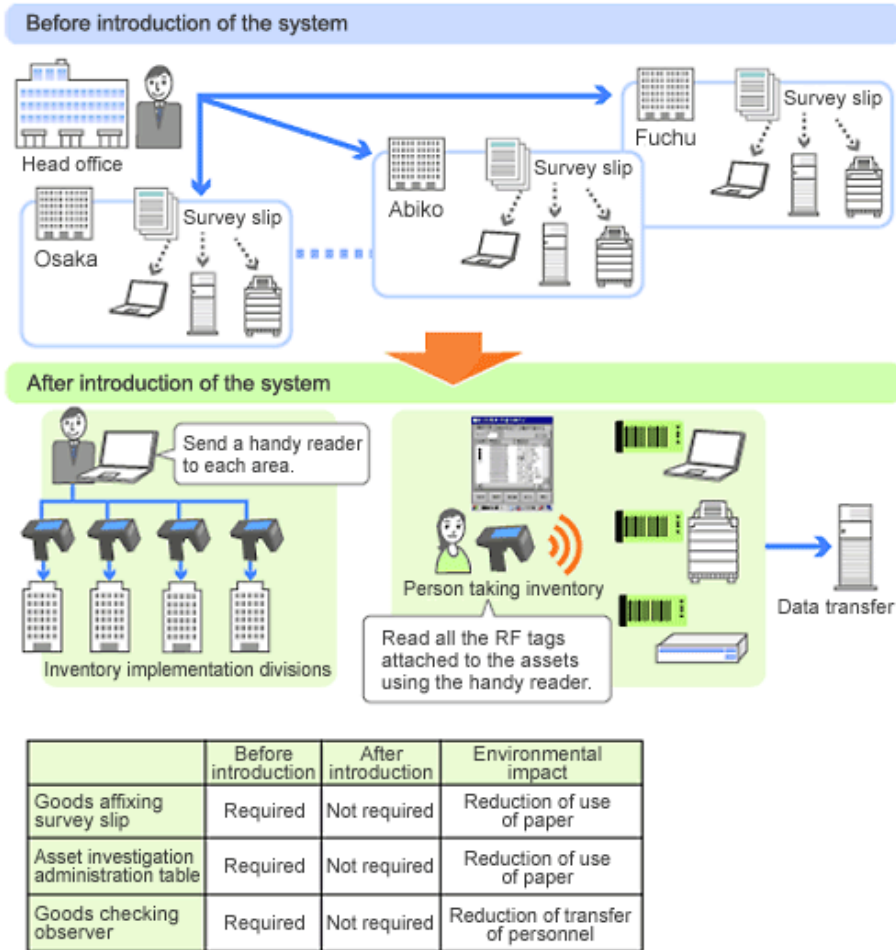 Before introduction of the system
Head office
Survey slip
Fuchu
Survey slip
Abiko
Survey slip
Osaka
After introduction of the system
Send a handy reader
to each area.
Inventory implementation divisions
Person taking inventory
Read all the RF tags
attached to the assets
using the handy reader.
Data transfer
Before introduction
After introduction
Environmental impact
Goods affixing survey slip
Required
Not required
Reduction of use of paper
Asset investigation administration table
Required
Not required
Reduction of use of paper
Goods checking observer
Required
Not required
Reduction of transfer of personnel